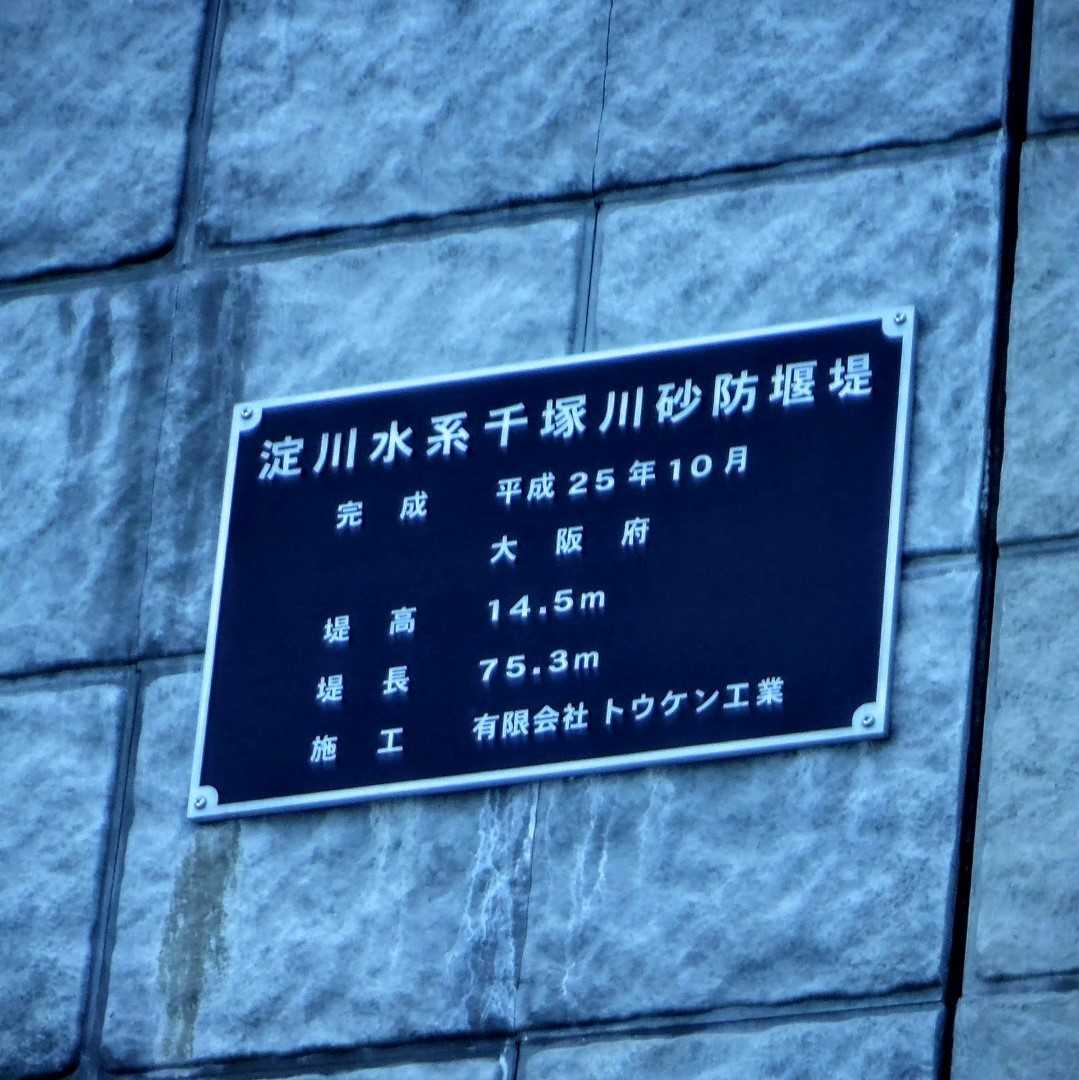 淀川水系千塚川砂防堰堤
完成 平成25年10月
大阪府
堤高 14.5m
堤長 75.3m
施工 有限会社トウケン工業